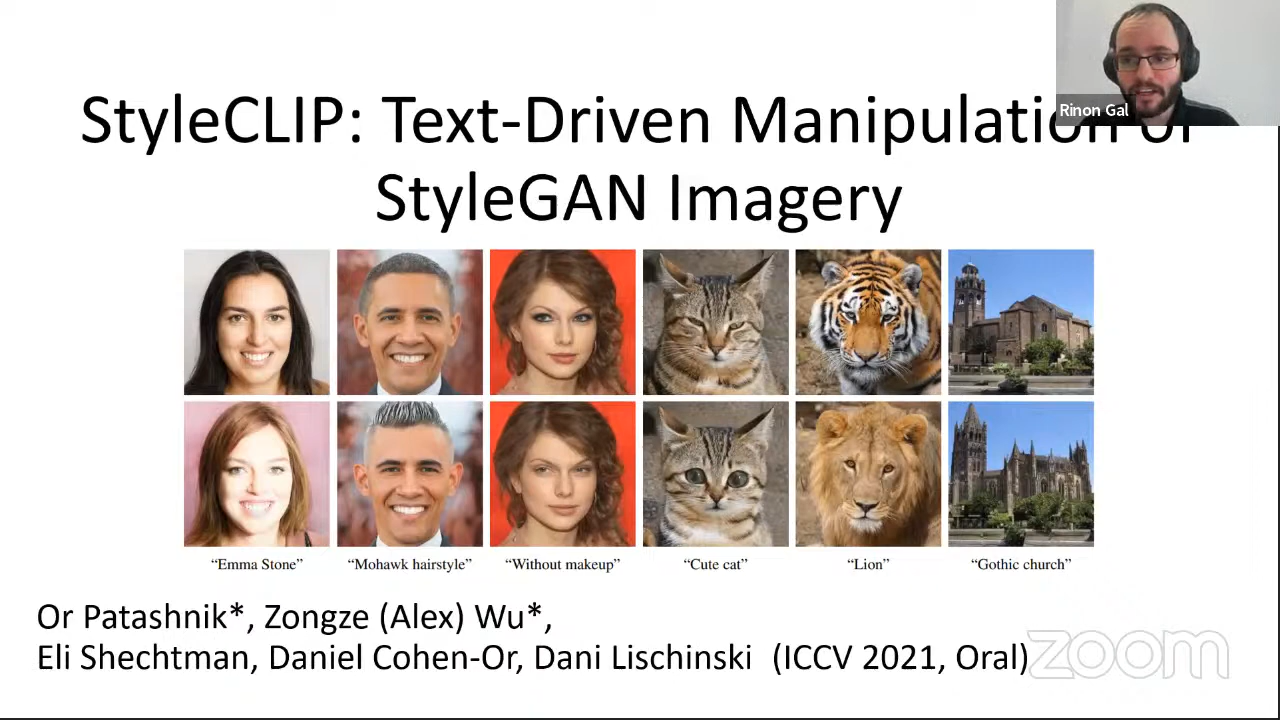 StyleCLIP: Text-Driven Manipulation of
StyleGAN Imagery
Rinon Gal
“Emma Stone” “Mohawk hairstyle” “Without makeup” “Cute cat” “Lion” “Gothic church”
Or Patashnik*, Zongze (Alex) Wu*,
Eli Shechtman, Daniel Cohen-Or, Dani Lischinski (ICCV 2021, Oral)
zoom